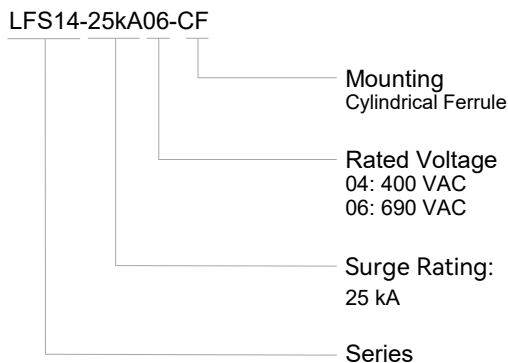 LFS14-25kA06-CF
Mounting
Cylindrical Ferrule
Rated Voltage
04: 400 VAC
06: 690 VAC
Surge Rating:
25 kA
Series